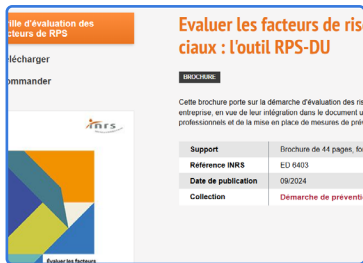 ille d'évaluation des
cteurs de RPS
élécharger
ommander
inrs
Évaluer les facteurs
Evaluer les facteurs de ris
ciaux : l'outil RPS-DU
BROCHURE
Cette brochure porte sur la démarche d'évaluation des ris
entreprise, en vue de leur intégration dans le document u
professionnels et de la mise en place de mesures de prév
Support Brochure de 44 pages, for
Référence INRS ED 6403
Date de publication 09/2024
Collection Démarche de préventio